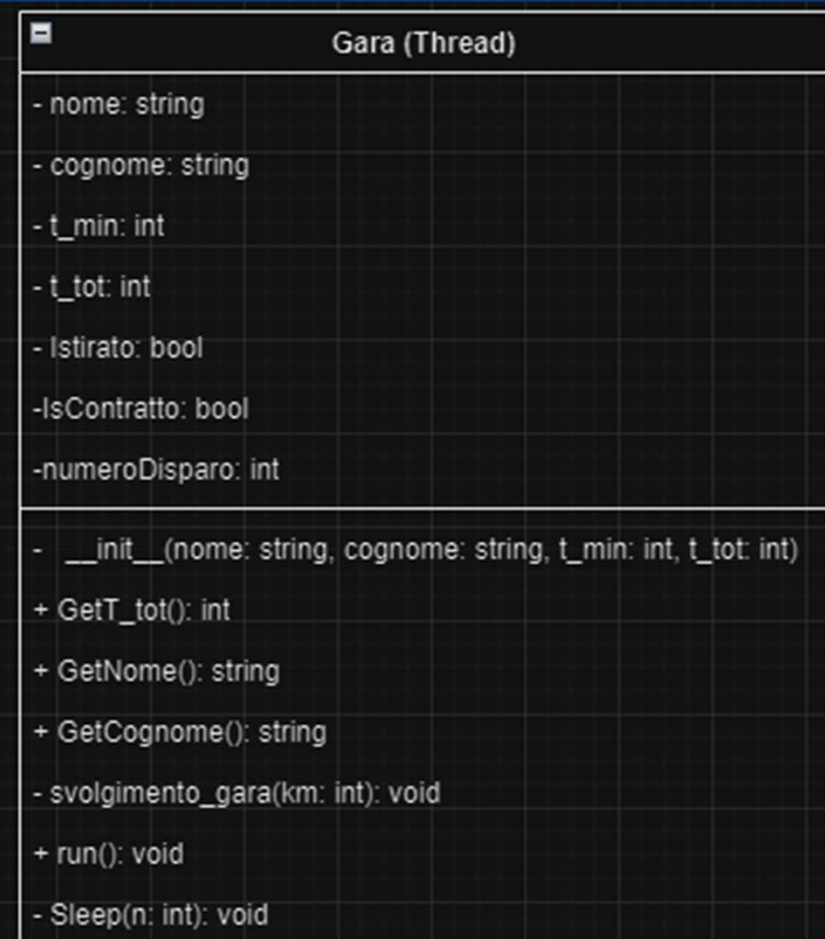 Gara (Thread)
- nome: string
- cognome: string
- t_min: int
- t_tot: int
- Istirato: bool
-IsContratto: bool
-numeroDisparo: int
- __init__(nome: string, cognome: string, t_min: int, t_tot: int)
+ GetT_tot(): int
+ GetNome(): string
+ GetCognome(): string
- svolgimento_gara(km: int): void
+ run(): void
- Sleep(n: int): void